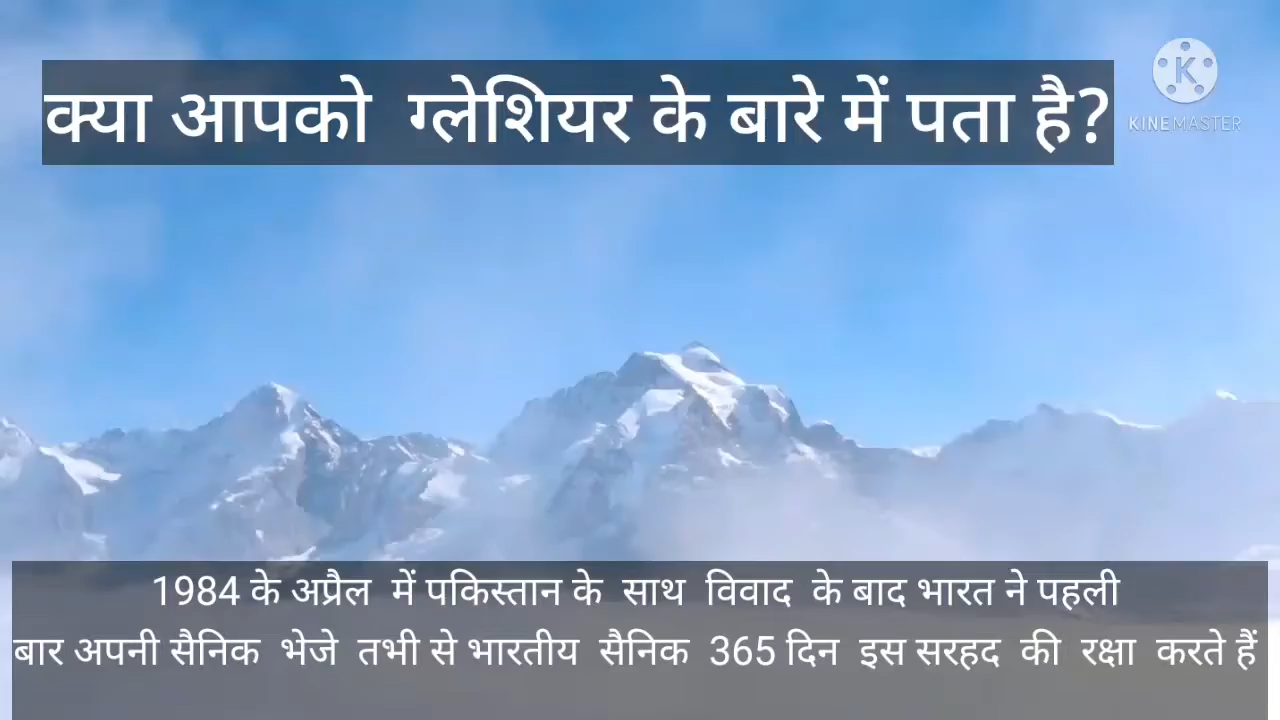 क्या आपको ग्लेशियर के बारे में पता है?
K
KINEMASTER
1984 के अप्रैल में पकिस्तान के साथ विवाद के बाद भारत ने पहली
बार अपनी सैनिक भेजे तभी से भारतीय सैनिक 365 दिन इस सरहद की रक्षा करते हैं